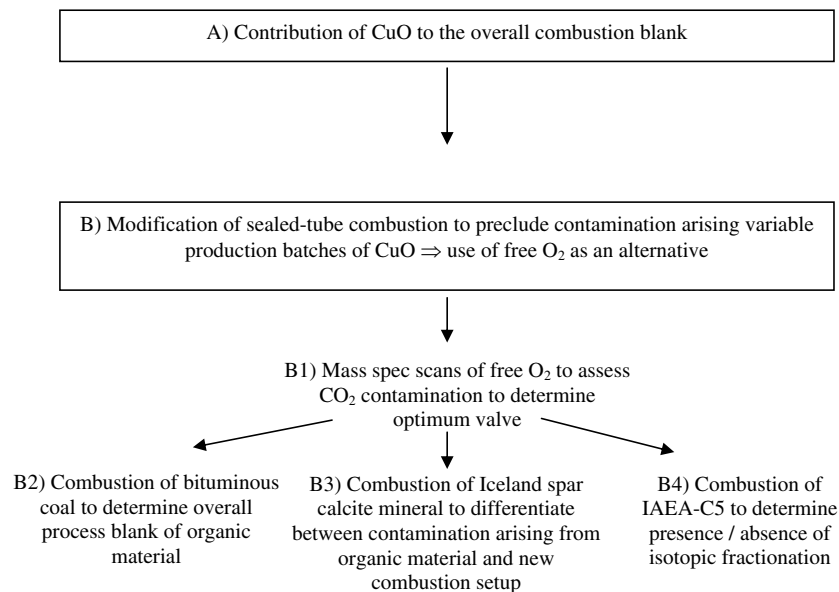 A) Contribution of CuO to the overall combustion blank
B) Modification of sealed-tube combustion to preclude contamination arising variable
production batches of CuO ⇒ use of free O₂ as an alternative
B1) Mass spec scans of free O₂ to assess
CO₂ contamination to determine
optimum valve
B2) Combustion of bituminous
coal to determine overall
process blank of organic
material
B3) Combustion of Iceland spar
calcite mineral to differentiate
between contamination arising from
organic material and new
combustion setup
B4) Combustion of
IAEA-C5 to determine
presence / absence of
isotopic fractionation